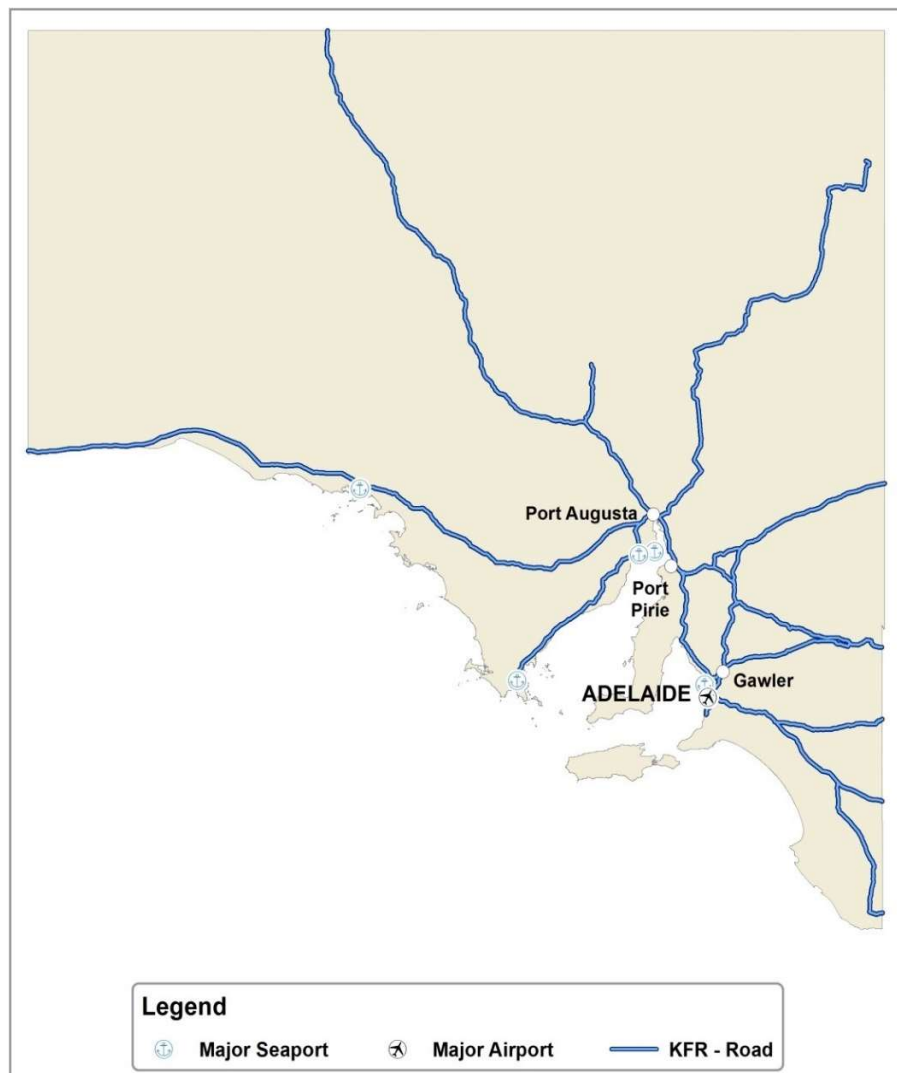 Port Augusta
Port
Pirie
Gawler
ADELAIDE
Legend
Major Seaport
Major Airport
KFR - Road